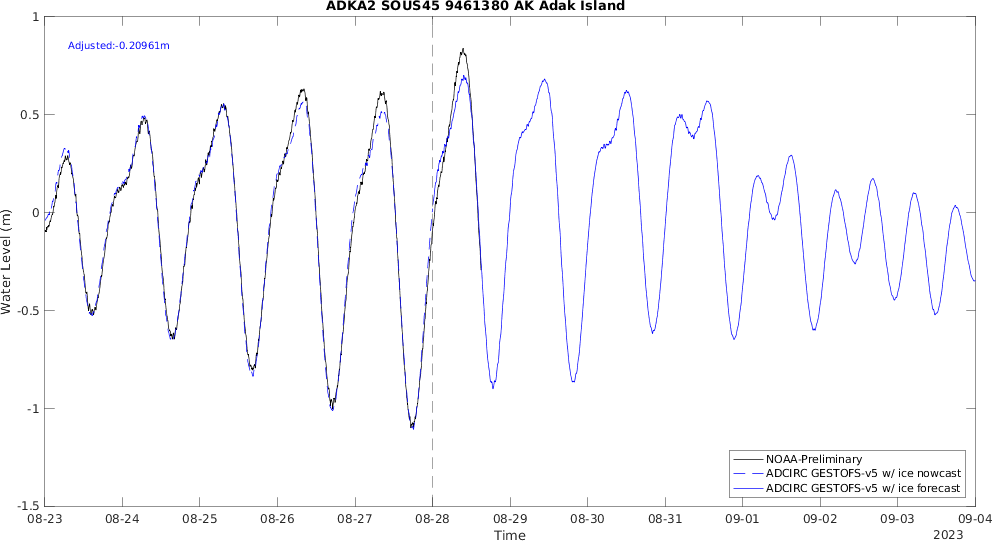 ADKA2 SOUS45 9461380 AK Adak Island
Adjusted:-0.20961m
1
0.5
0
-0.5
-1
-1.5
Water Level (m)
NOAA-Preliminary
ADCIRC GESTOFS-v5 w/ ice nowcast
ADCIRC GESTOFS-v5 w/ ice forecast
08-23 08-24 08-25 08-26 08-27 08-28 08-29 08-30 08-31 09-01 09-02 09-03 09-04
Time
2023